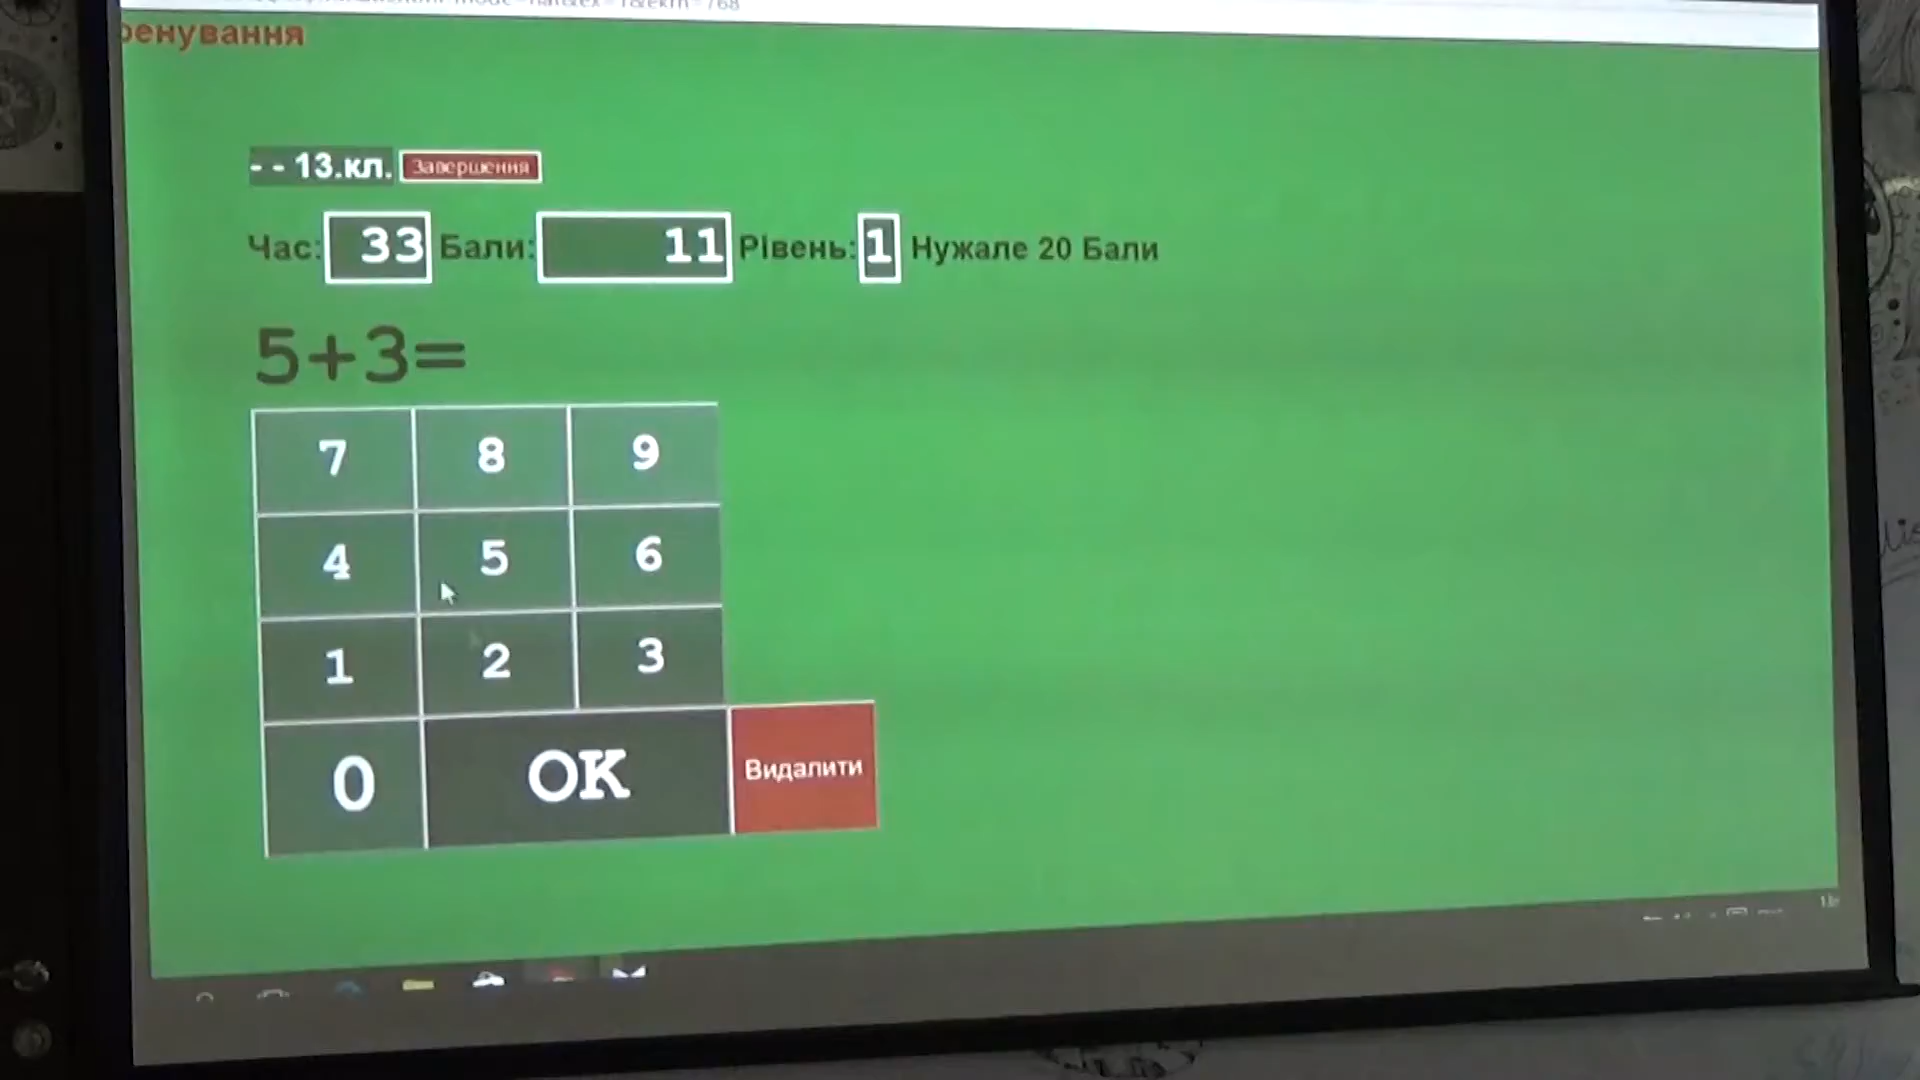 ренування
- - 13.кл. Завершення
Час: 33 Бали: 11 Рівень: 1 Нужале 20 Бали
5+3=
7 8 9
4 5 6
1 2 3
0 OK Видалити